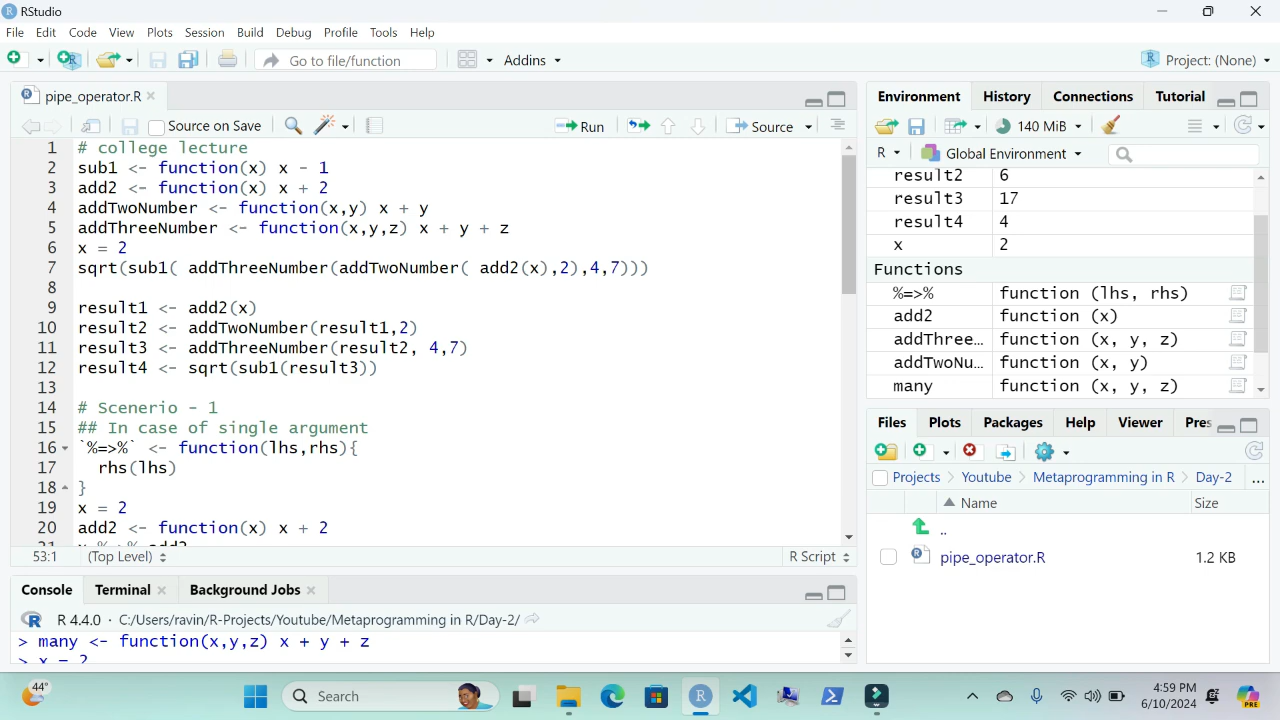 RStudio
File Edit Code View Plots Session Build Debug Profile Tools Help
Go to file/function Addins Project: (None)
pipe_operator.R
Source on Save Run Source
1 # college lecture
2 sub1 <- function(x) x - 1
3 add2 <- function(x) x + 2
4 addTwoNumber <- function(x,y) x + y
5 addThreeNumber <- function(x,y,z) x + y + z
6 x = 2
7 sqrt(sub1( addThreeNumber(addTwoNumber( add2(x),2),4,7)))
8
9 result1 <- add2(x)
10 result2 <- addTwoNumber(result1,2)
11 result3 <- addThreeNumber(result2, 4,7)
12 result4 <- sqrt(sub1(result3))
13
14 # Scenerio - 1
15 ## In case of single argument
16 `%=>%` <- function(lhs,rhs){
17 rhs(lhs)
18 }
19 x = 2
20 add2 <- function(x) x + 2
53:1 (Top Level) R Script
Console Terminal Background Jobs
R 4.4.0 · C:/Users/ravin/R-Projects/Youtube/Metaprogramming in R/Day-2/
> many <- function(x,y,z) x + y + z
> x = 2
Environment History Connections Tutorial
140 MiB
R Global Environment
result2 6
result3 17
result4 4
x 2
Functions
%=>% function (lhs, rhs)
add2 function (x)
addThree… function (x, y, z)
addTwoNu… function (x, y)
many function (x, y, z)
Files Plots Packages Help Viewer Pres
Projects Youtube Metaprogramming in R Day-2 ...
Name Size
..
pipe_operator.R 1.2 KB
44°
Search
4:59 PM
6/10/2024
PRE